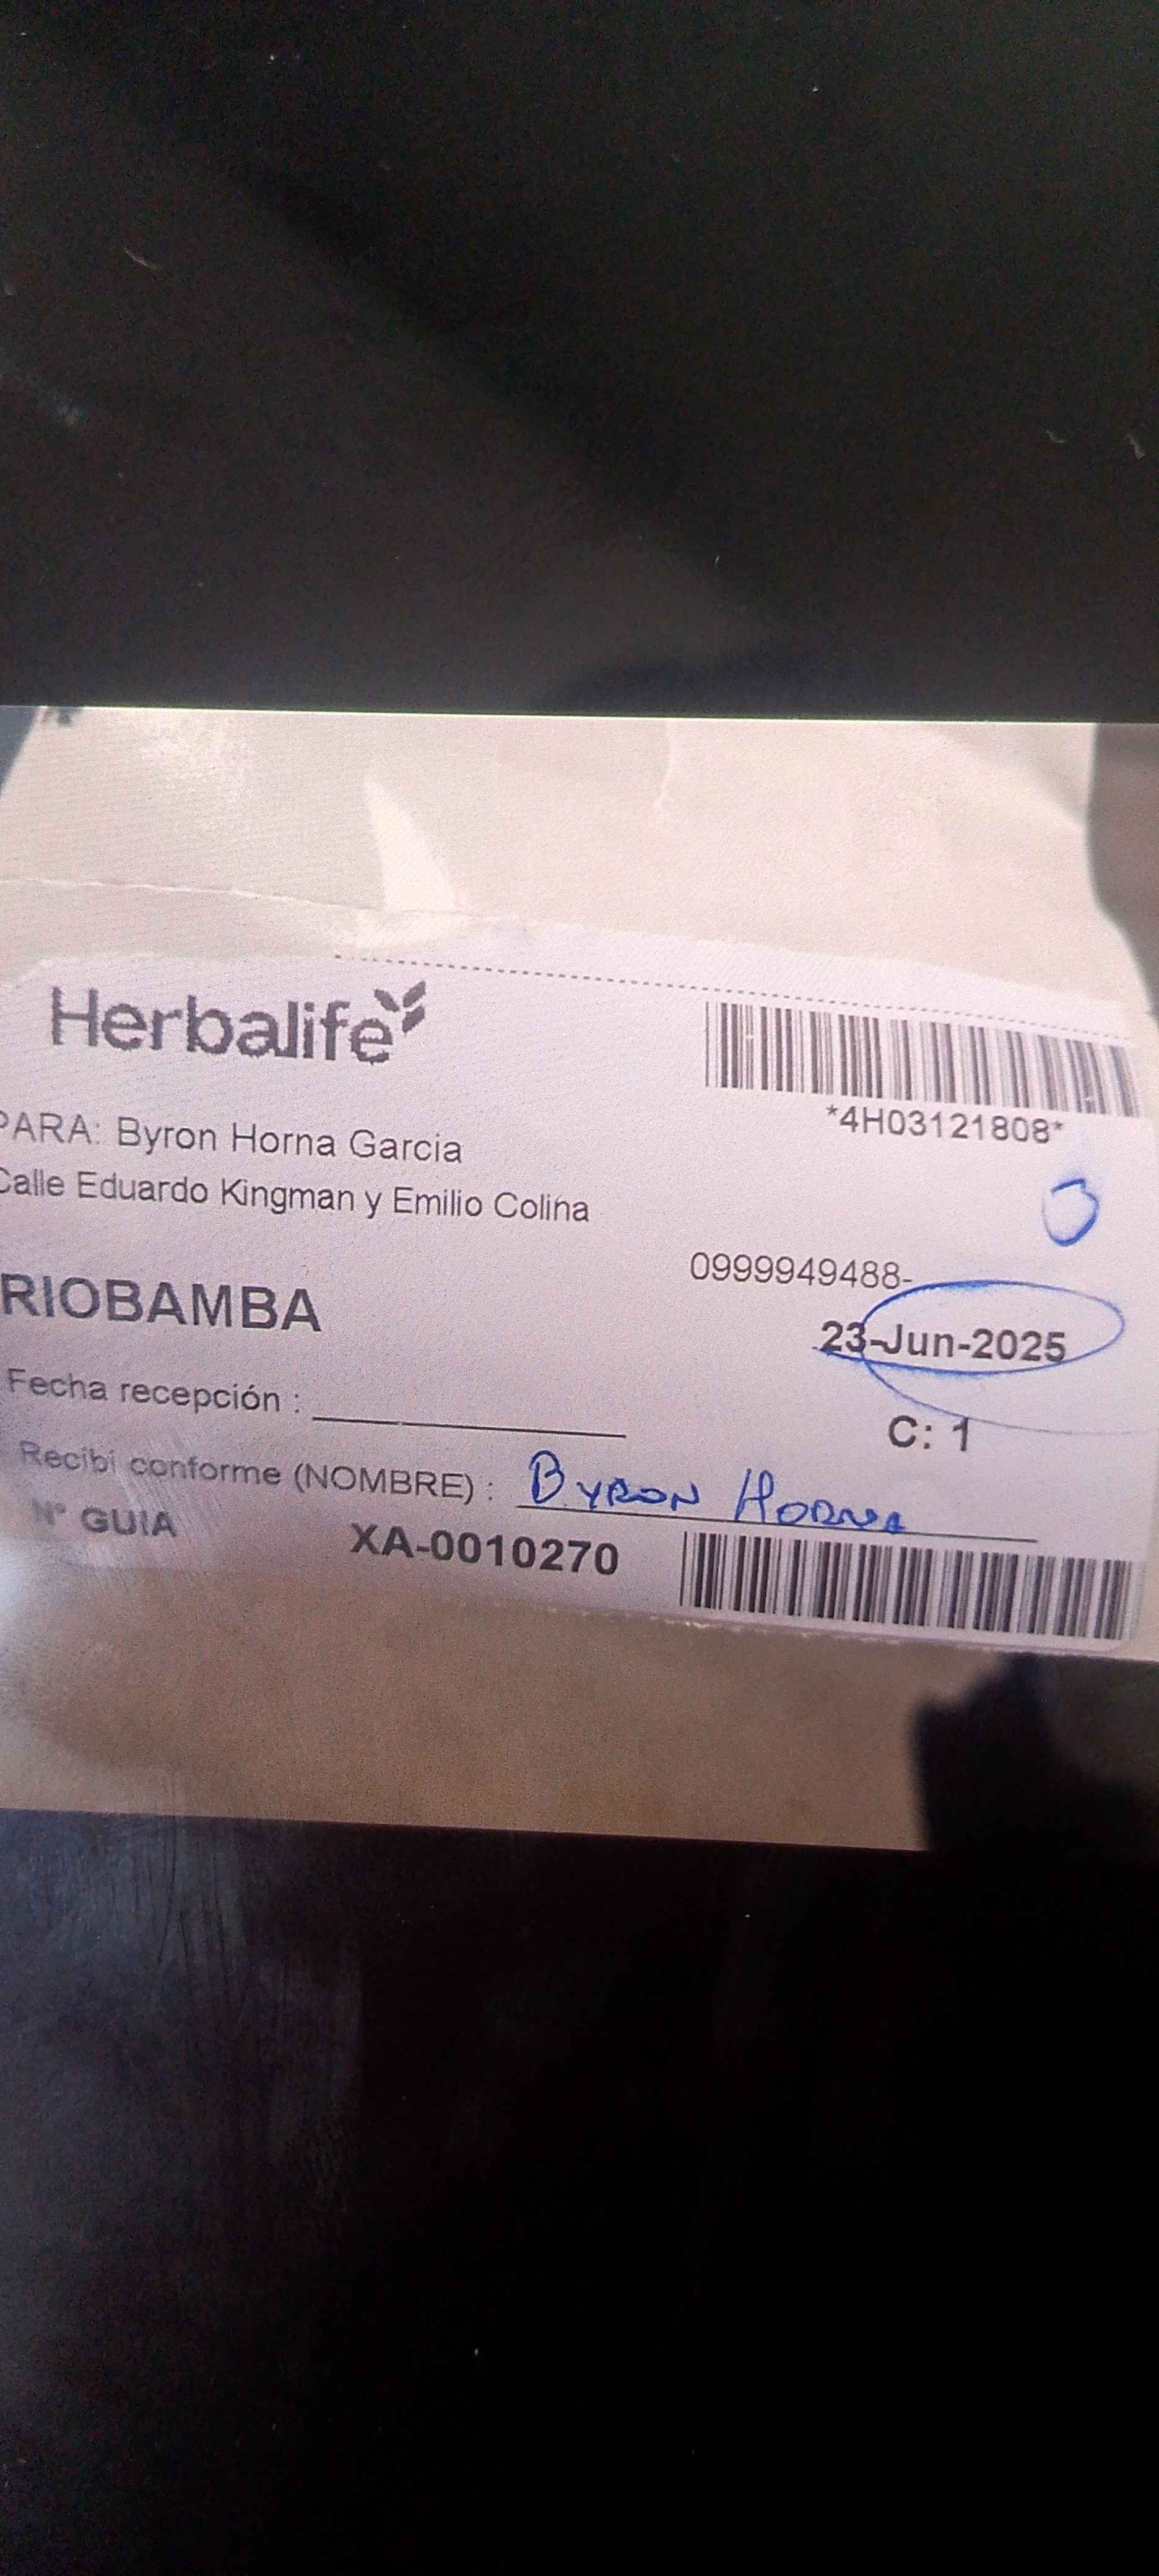 Herbalife
*4H03121808*
PARA: Byron Horna Garcia
Calle Eduardo Kingman y Emilio Colina
0999949488-
RIOBAMBA
23-Jun-2025
Fecha recepción :
C: 1
Recibí conforme (NOMBRE) : Byron Horna
N° GUIA XA-0010270